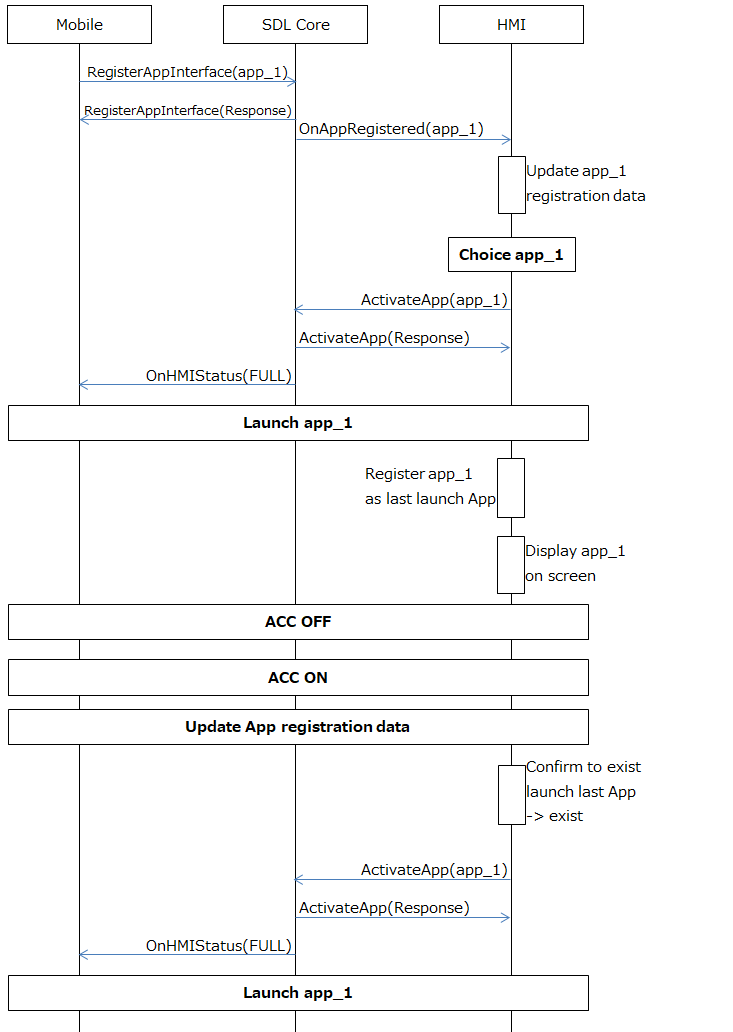 Mobile
SDL Core
HMI
RegisterAppInterface(app_1)
RegisterAppInterface(Response)
OnAppRegistered(app_1)
Update app_1
registration data
Choice app_1
ActivateApp(app_1)
ActivateApp(Response)
OnHMIStatus(FULL)
Launch app_1
Register app_1
as last launch App
Display app_1
on screen
ACC OFF
ACC ON
Update App registration data
Confirm to exist
launch last App
-> exist
ActivateApp(app_1)
ActivateApp(Response)
OnHMIStatus(FULL)
Launch app_1